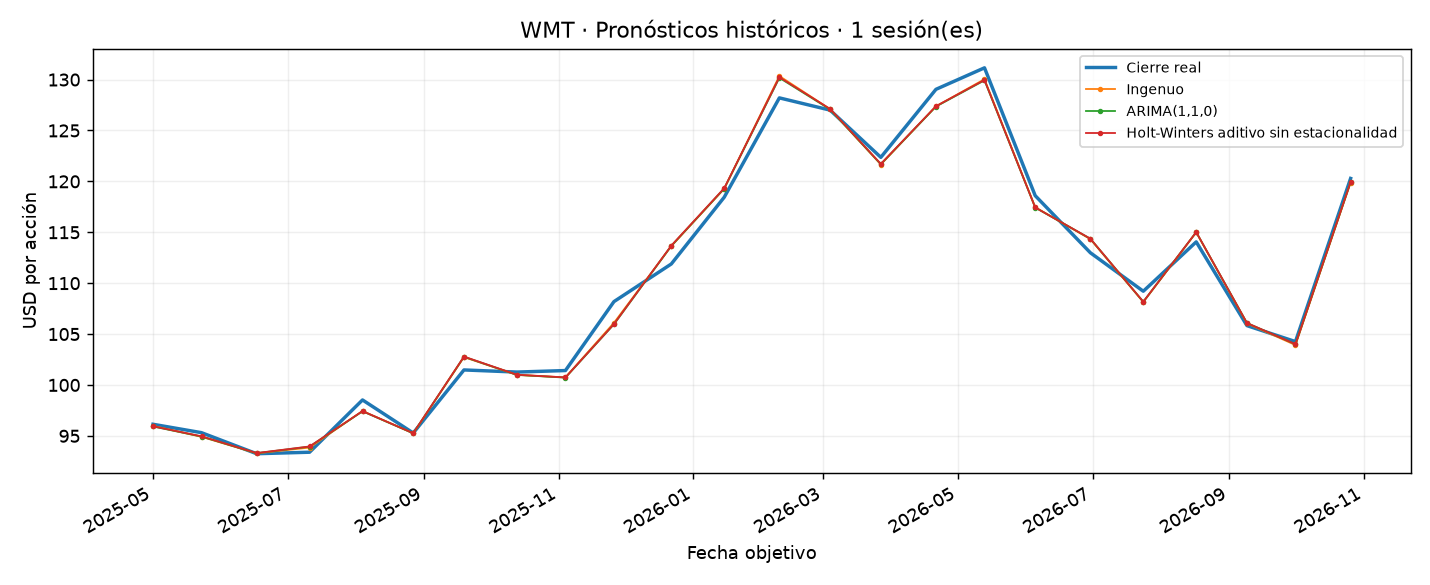 WMT · Pronósticos históricos · 1 sesión(es)
Cierre real
Ingenuo
ARIMA(1,1,0)
Holt-Winters aditivo sin estacionalidad
USD por acción
130
125
120
115
110
105
100
95
2025-05
2025-07
2025-09
2025-11
2026-01
2026-03
2026-05
2026-07
2026-09
2026-11
Fecha objetivo